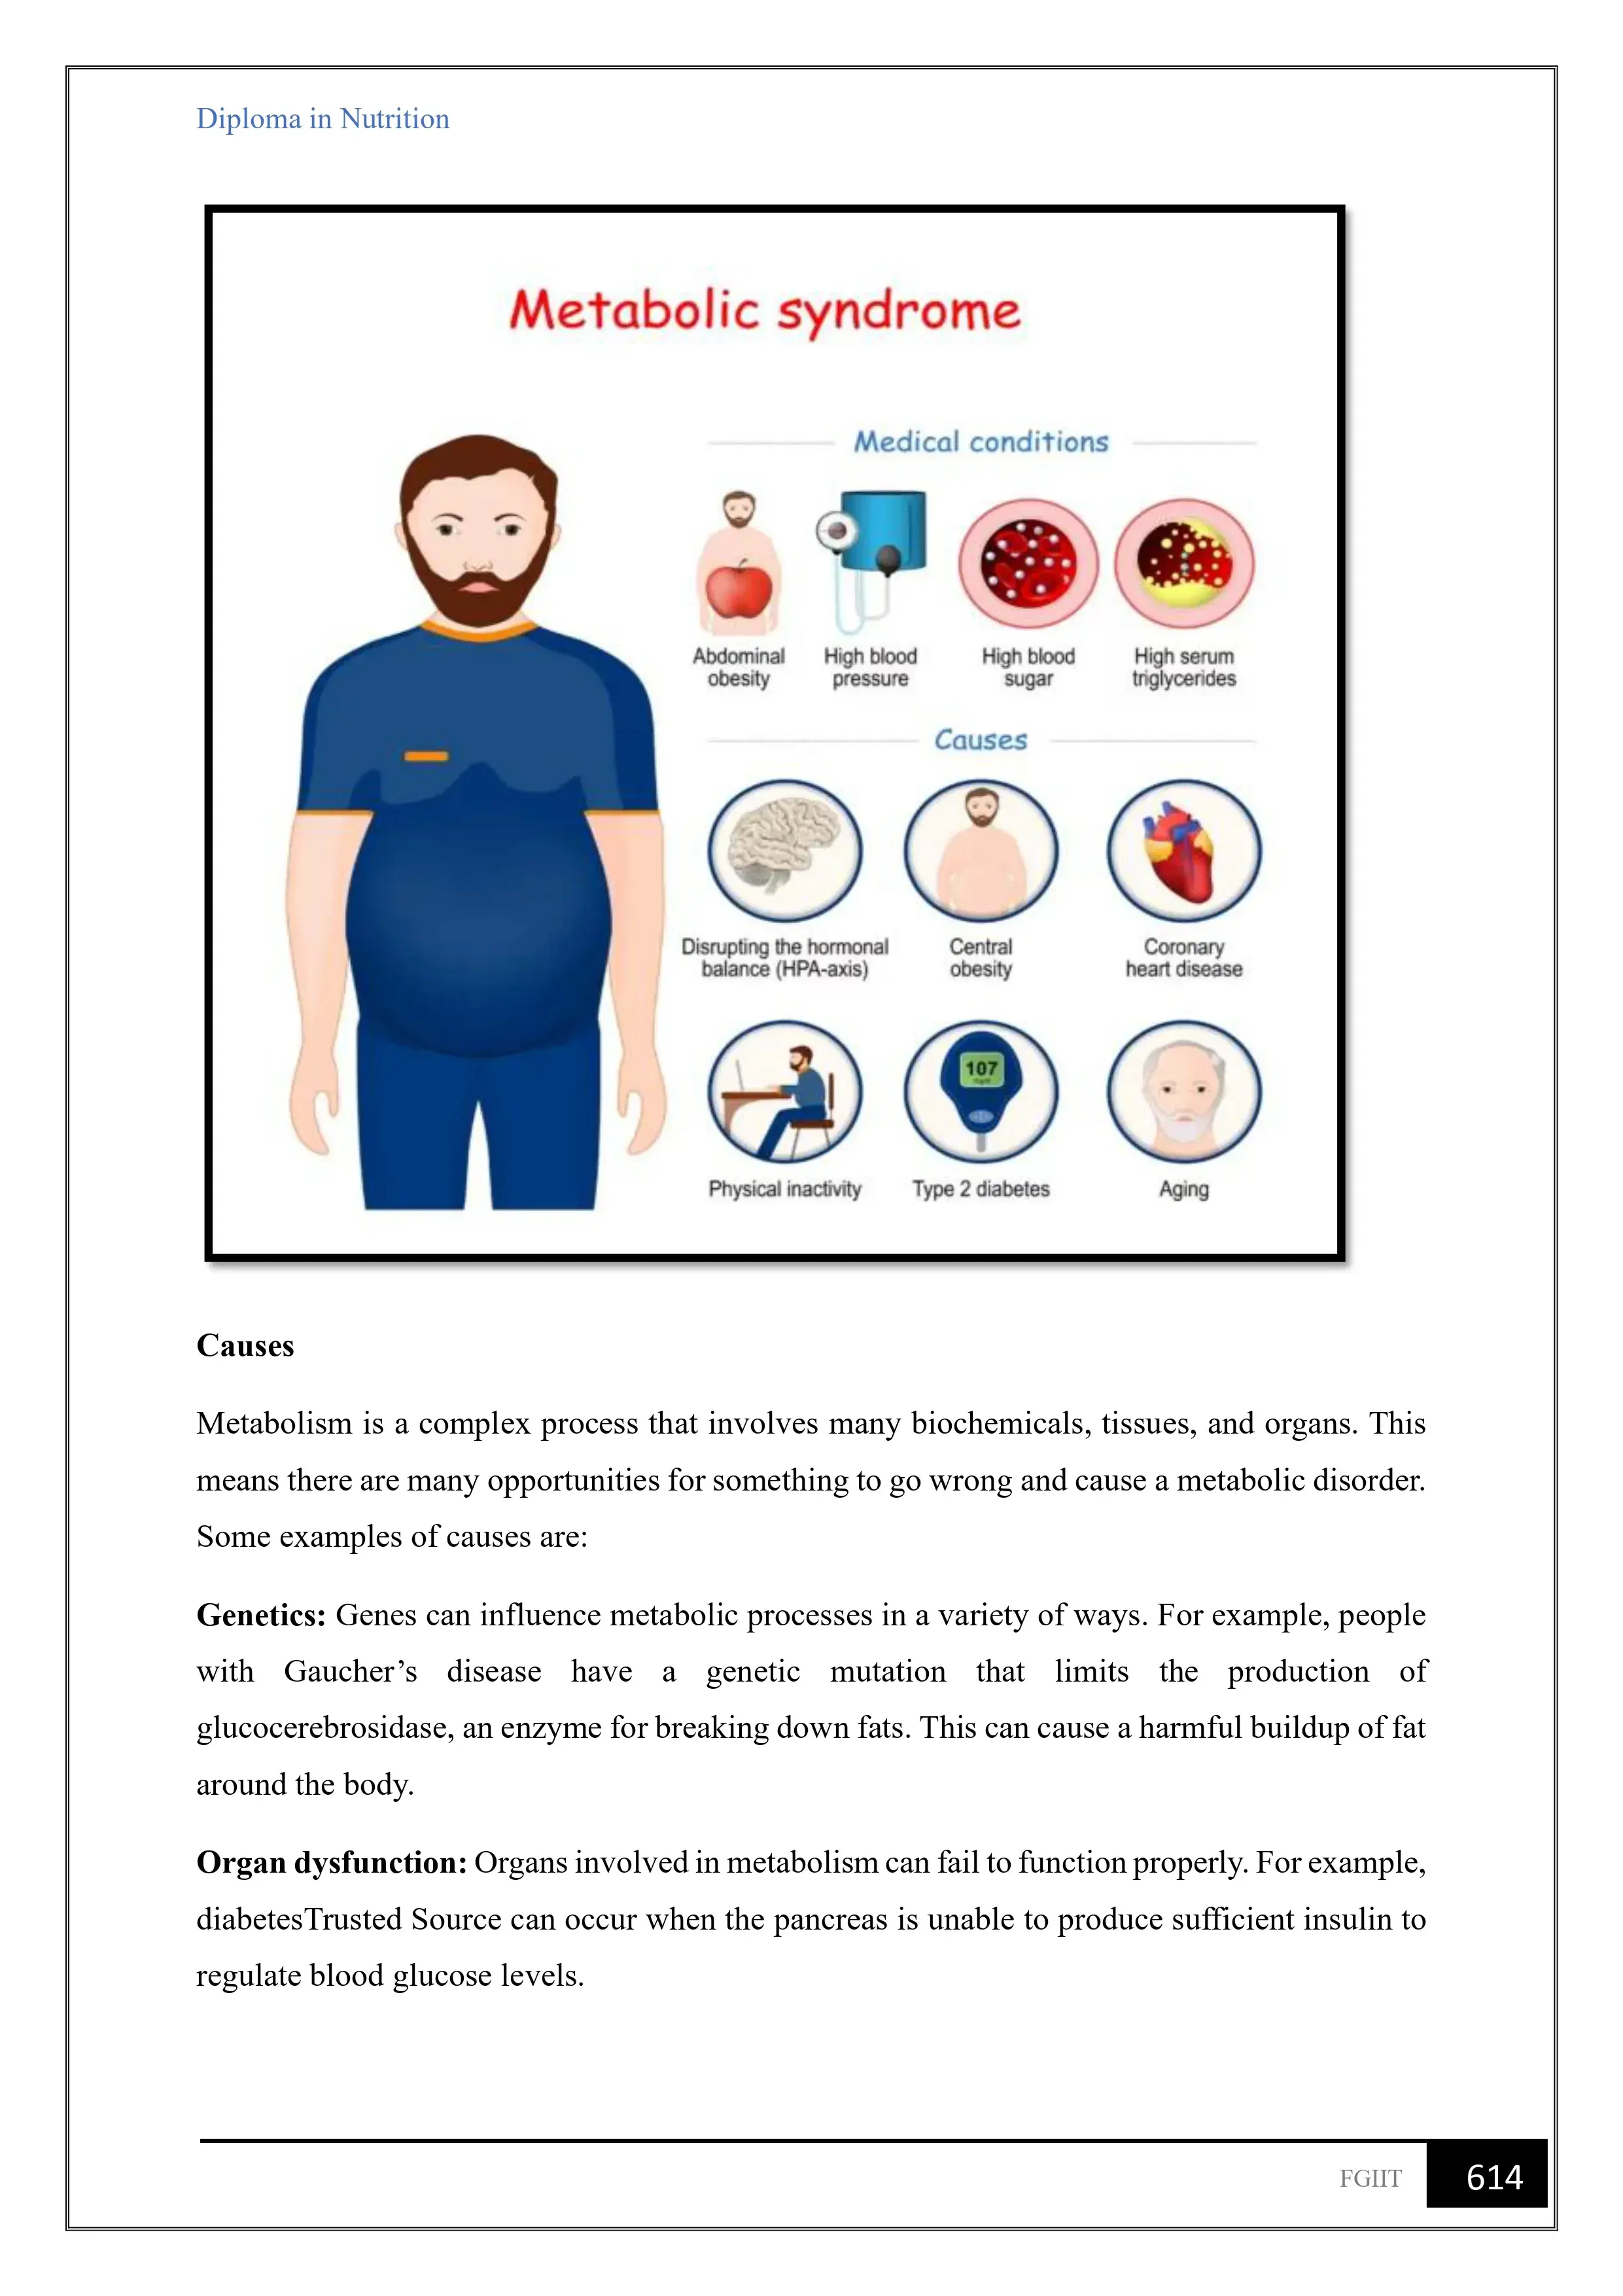 Diploma in Nutrition
Metabolic syndrome
Medical conditions
Abdominal
obesity
High blood
pressure
High blood
sugar
High serum
triglycerides
Causes
Disrupting the hormonal
balance (HPA-axis)
Central
obesity
Coronary
heart disease
107
Physical inactivity
Type 2 diabetes
Aging
Causes
Metabolism is a complex process that involves many biochemicals, tissues, and organs. This
means there are many opportunities for something to go wrong and cause a metabolic disorder.
Some examples of causes are:
Genetics: Genes can influence metabolic processes in a variety of ways. For example, people
with Gaucher’s disease have a genetic mutation that limits the production of
glucocerebrosidase, an enzyme for breaking down fats. This can cause a harmful buildup of fat
around the body.
Organ dysfunction: Organs involved in metabolism can fail to function properly. For example,
diabetesTrusted Source can occur when the pancreas is unable to produce sufficient insulin to
regulate blood glucose levels.
FGIIT
614